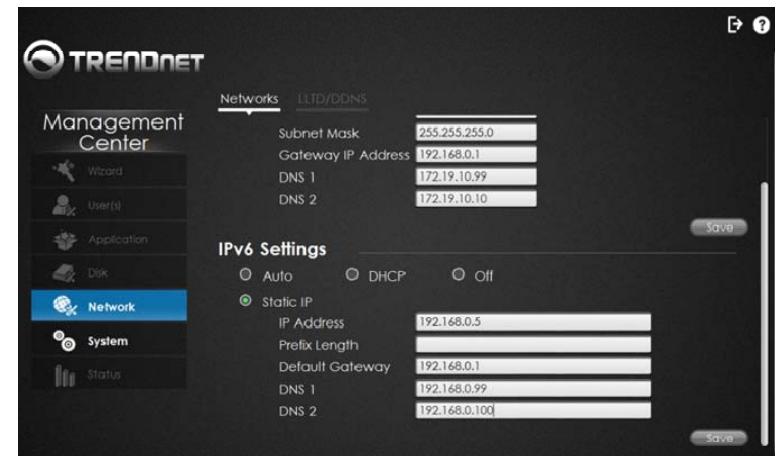 ?
TRENDNET
Networks LLTD/DDNS
Management
Center
Wizard
User(s)
Application
Disk
Network
System
Status
Subnet Mask 255.255.255.0
Gateway IP Address 192.168.0.1
DNS 1 172.19.10.99
DNS 2 172.19.10.10
Save
IPv6 Settings
Auto DHCP Off
Static IP
IP Address 192.168.0.5
Prefix Length
Default Gateway 192.168.0.1
DNS 1 192.168.0.99
DNS 2 192.168.0.100
Save